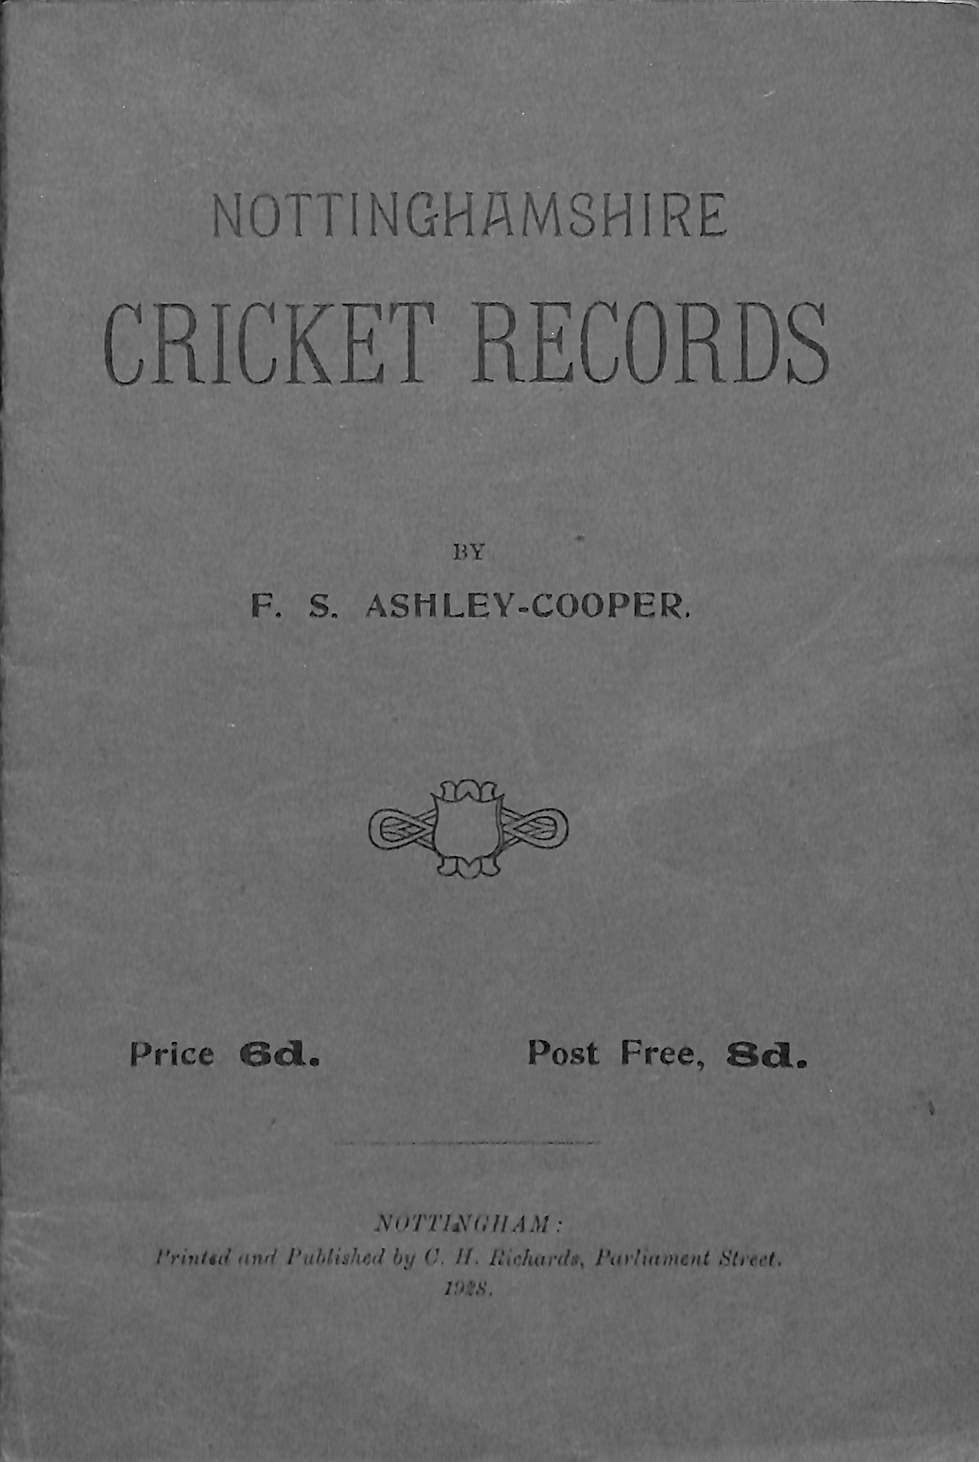 NOTTINGHAMSHIRE
CRICKET RECORDS
BY
F. S. ASHLEY-COOPER.
Price 6d. Post Free, 8d.
NOTTINGHAM:
Printed and Published by C. H. Richards, Parliament Street.
1928.